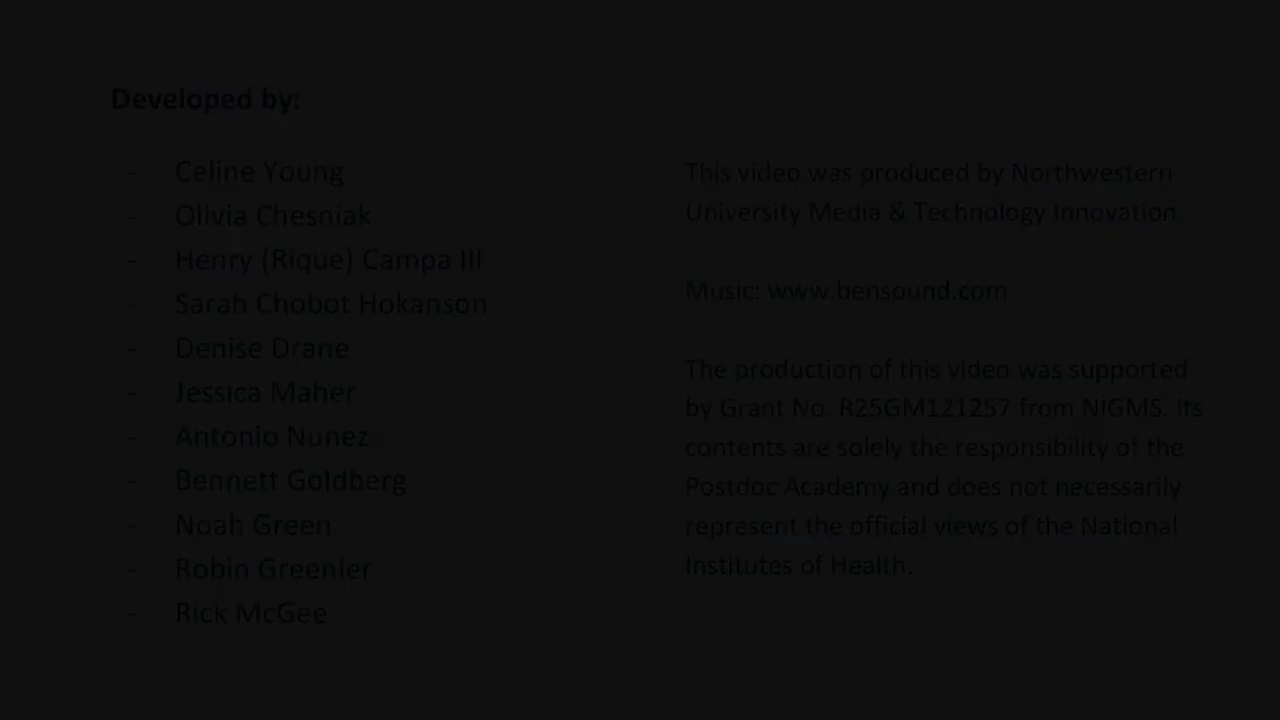 Developed by:
- Celine Young
- Olivia Chesniak
- Henry (Rique) Campa III
- Sarah Chobot Hokanson
- Denise Drane
- Jessica Maher
- Antonio Nunez
- Bennett Goldberg
- Noah Green
- Robin Greenler
- Rick McGee
This video was produced by Northwestern
University Media & Technology Innovation
Music: www.bensound.com
The production of this video was supported
by Grant No. R25GM121257 from NIGMS. Its
contents are solely the responsibility of the
Postdoc Academy and does not necessarily
represent the official views of the National
Institutes of Health.